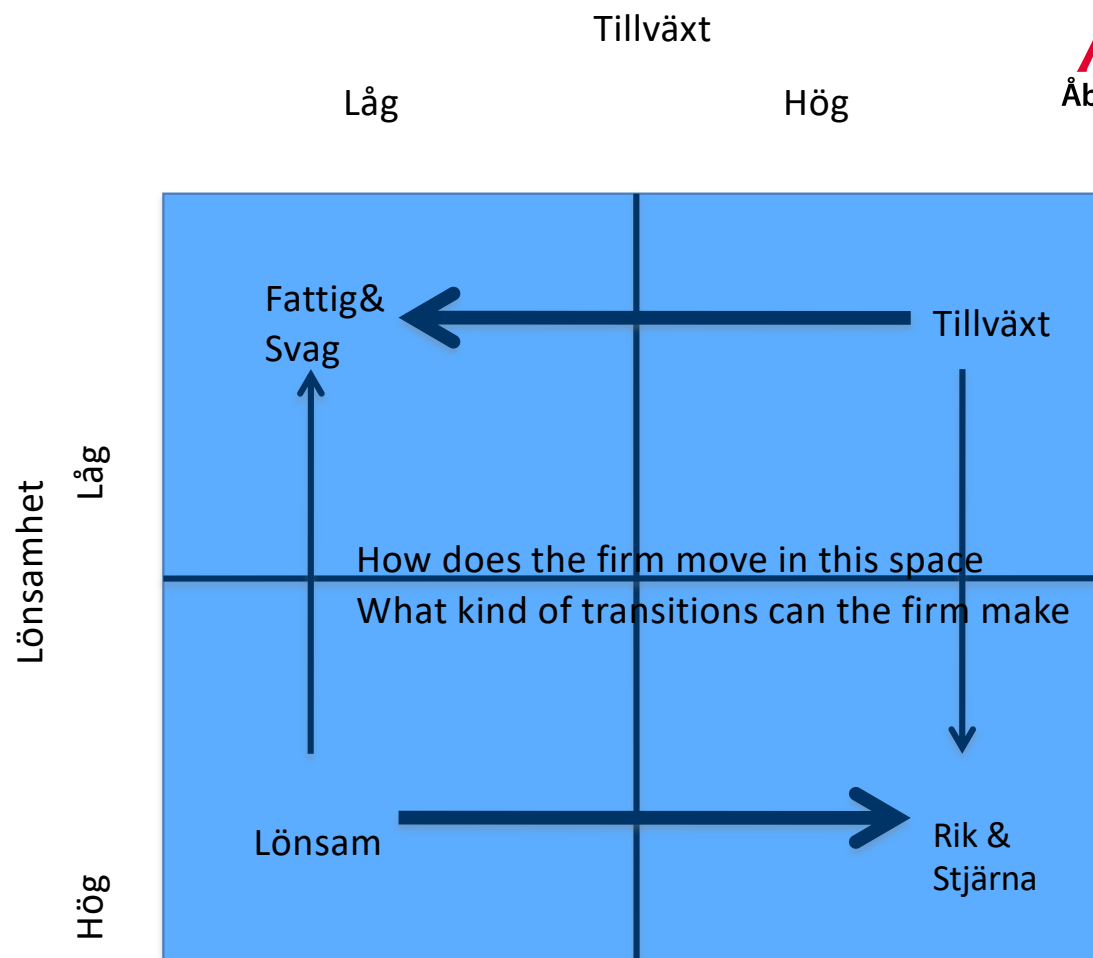 Tillväxt
Låg
Hög
Fattig&
Svag
Tillväxt
Lönsamhet
Låg
How does the firm move in this space
What kind of transitions can the firm make
Lönsam
Rik &
Stjärna
Hög